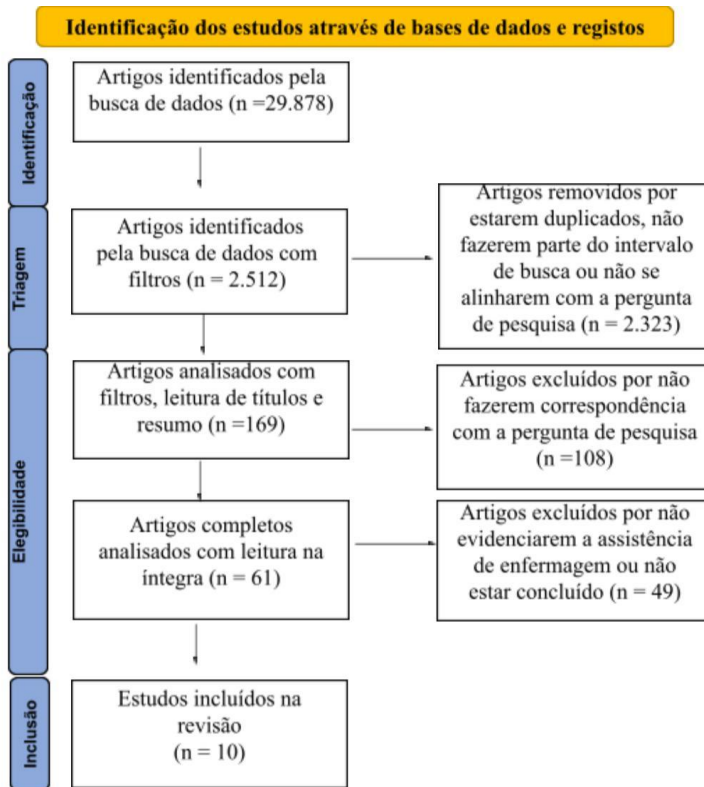 Identificação dos estudos através de bases de dados e registos
Identificação
Artigos identificados pela
busca de dados (n =29.878)
Triagem
Artigos identificados
pela busca de dados com
filtros (n = 2.512)
Artigos removidos por
estarem duplicados, não
fazerem parte do intervalo
de busca ou não se
alinharem com a pergunta
de pesquisa (n = 2.323)
Elegibilidade
Artigos analisados com
filtros, leitura de títulos e
resumo (n =169)
Artigos excluídos por não
fazerem correspondência
com a pergunta de pesquisa
(n =108)
Artigos completos
analisados com leitura na
íntegra (n = 61)
Artigos excluídos por não
evidenciarem a assistência
de enfermagem ou não
estar concluído (n = 49)
Inclusão
Estudos incluídos na
revisão
(n = 10)